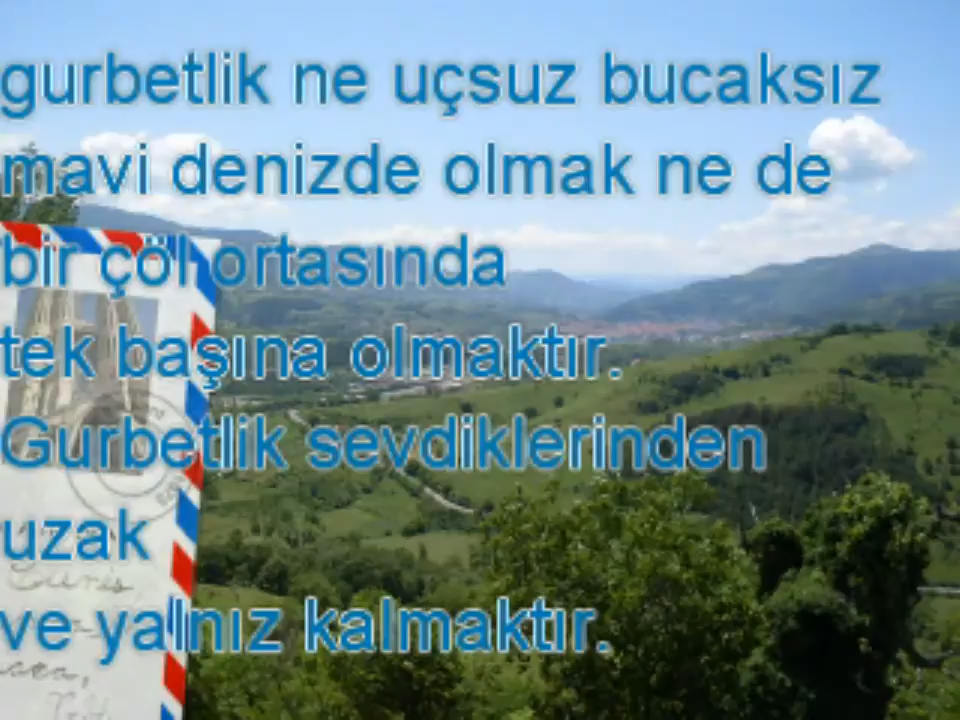 gurbetlik ne uçsuz bucaksız
mavi denizde olmak ne de
bir çöl ortasında
tek başına olmaktır.
Gurbetlik sevdiklerinden
uzak
ve yalnız kalmaktır.
Paris